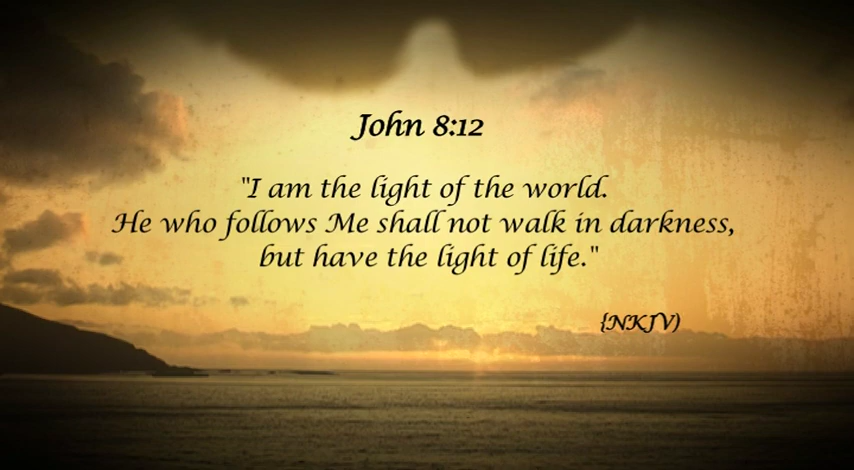 John 8:12
"I am the light of the world.
He who follows Me shall not walk in darkness,
but have the light of life."
{NKJV)